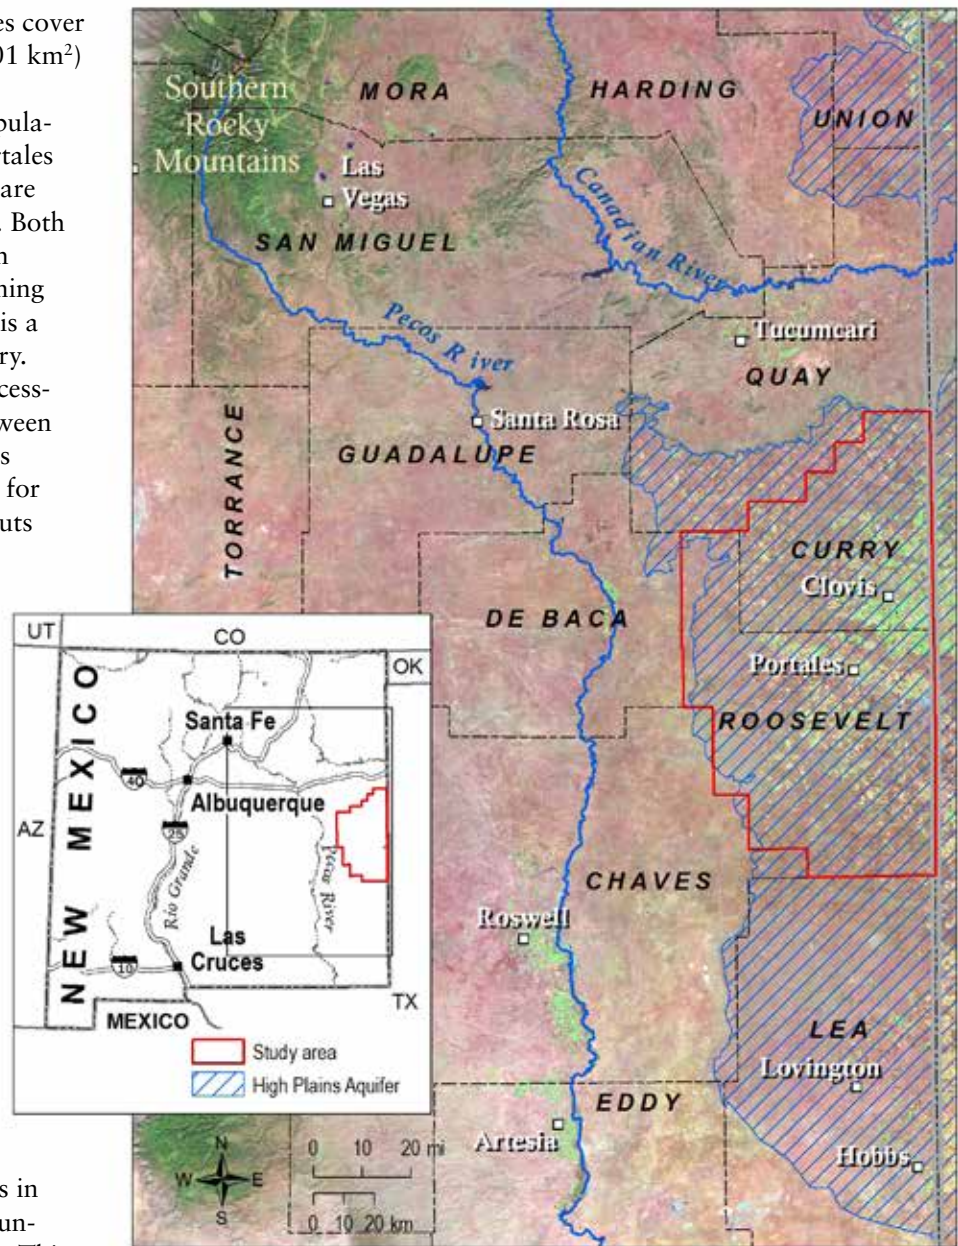 es cover
01 km²)
pula-
rtales
are
. Both
n
ning
is a
ry.
cess-
ween
s
for
uts
s in
un-
Southern
Rocky
Mountains
MORA
HARDING
UNION
Las
Vegas
SAN MIGUEL
Canadian River
Pecos River
Tucumcari
QUAY
Santa Rosa
GUADALUPE
TORRANCE
CURRY
Clovis
DE BACA
Portales
ROOSEVELT
CHAVES
Roswell
LEA
Lovington
EDDY
Artesia
Hobbs
UT
CO
OK
NEW MEXICO
Santa Fe
40
Albuquerque
AZ
25
Rio Grande
Pecos River
Las
Cruces
10
TX
MEXICO
Study area
High Plains Aquifer
N
W E
S
0 10 20 mi
0 10 20 km